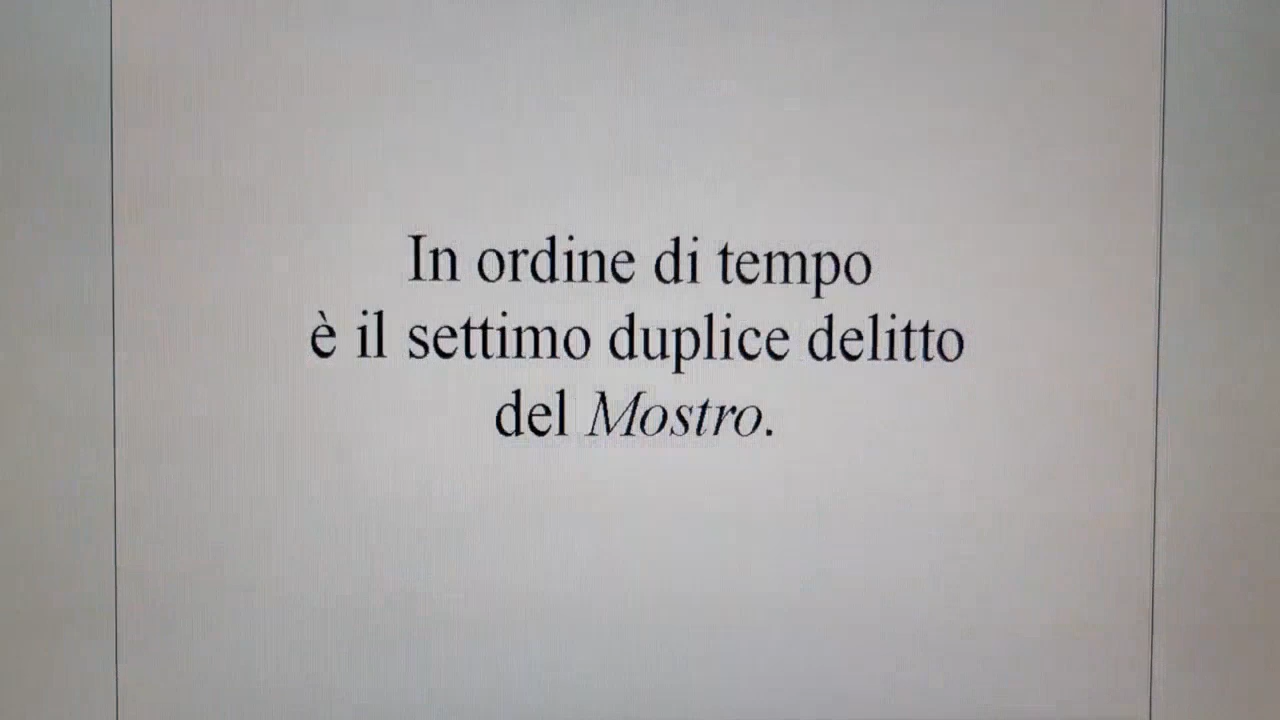 In ordine di tempo
è il settimo duplice delitto
del Mostro.